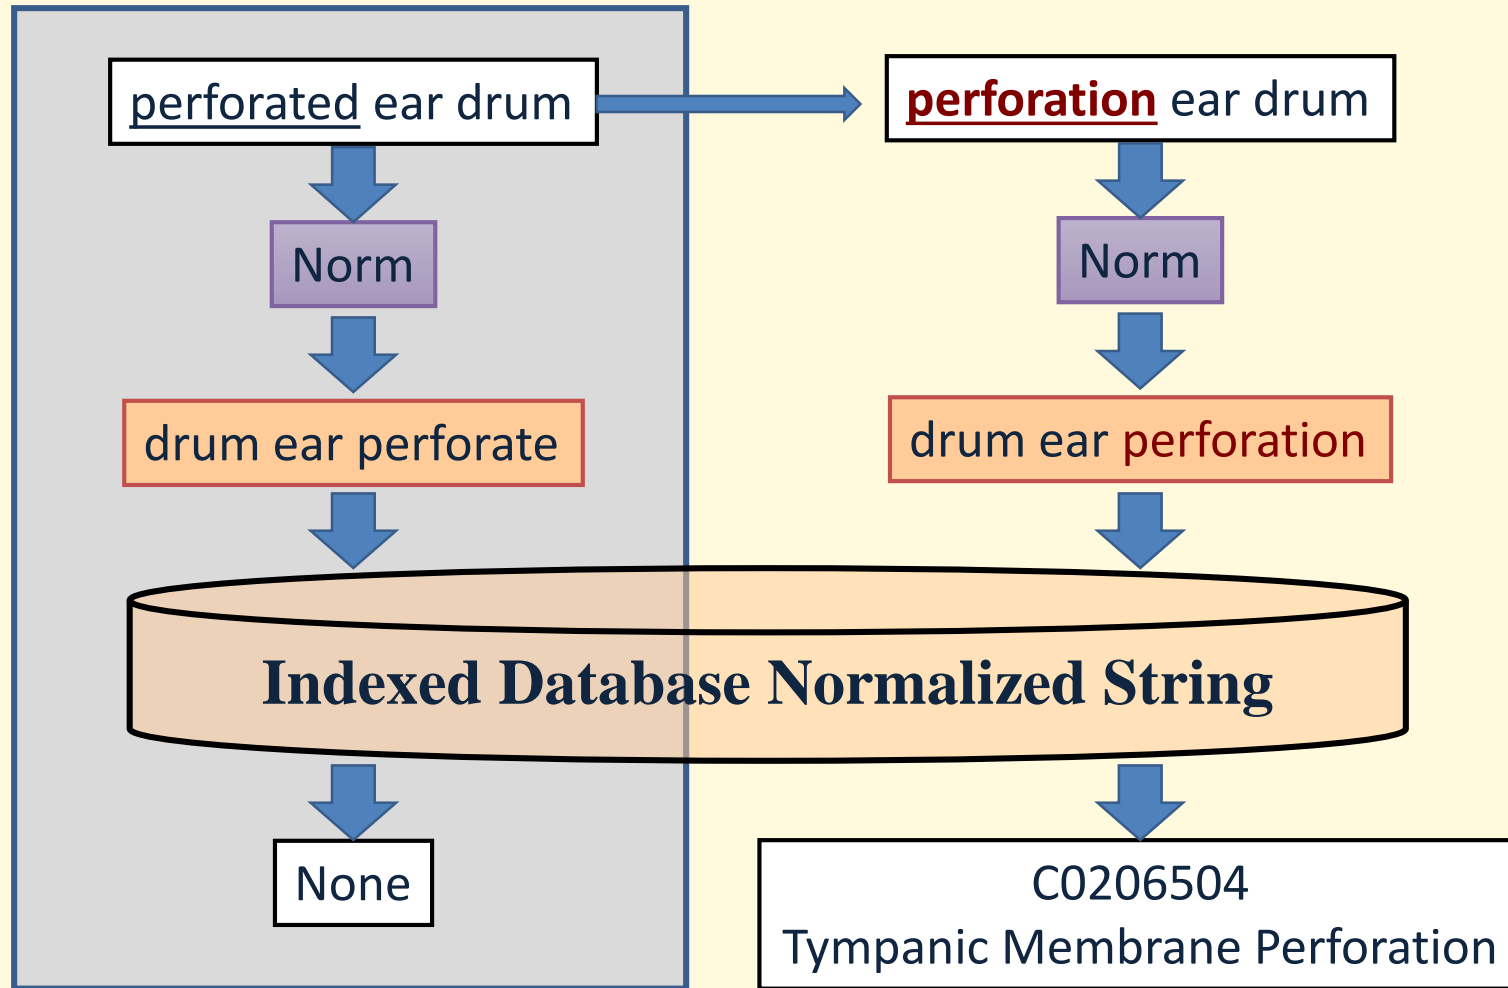 perforated ear drum
perforation ear drum
Norm
Norm
drum ear perforate
drum ear perforation
Indexed Database Normalized String
None
C0206504
Tympanic Membrane Perforation